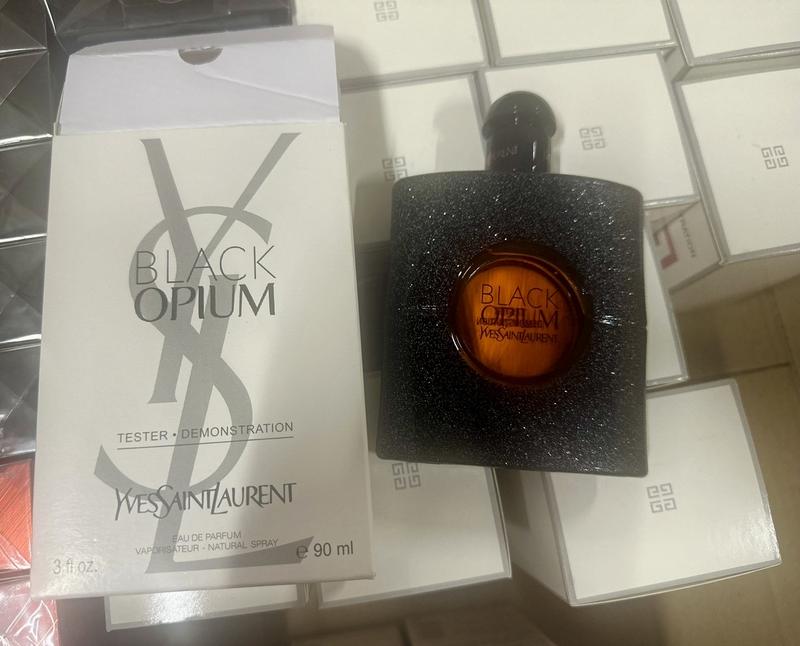 BLACK
OPIUM
TESTER • DEMONSTRATION
YVESSAINTLAURENT
EAU DE PARFUM
VAPORISATEUR - NATURAL SPRAY
3 fl.oz.
℮ 90 ml
BLACK
OPIUM
YVESSAINTLAURENT